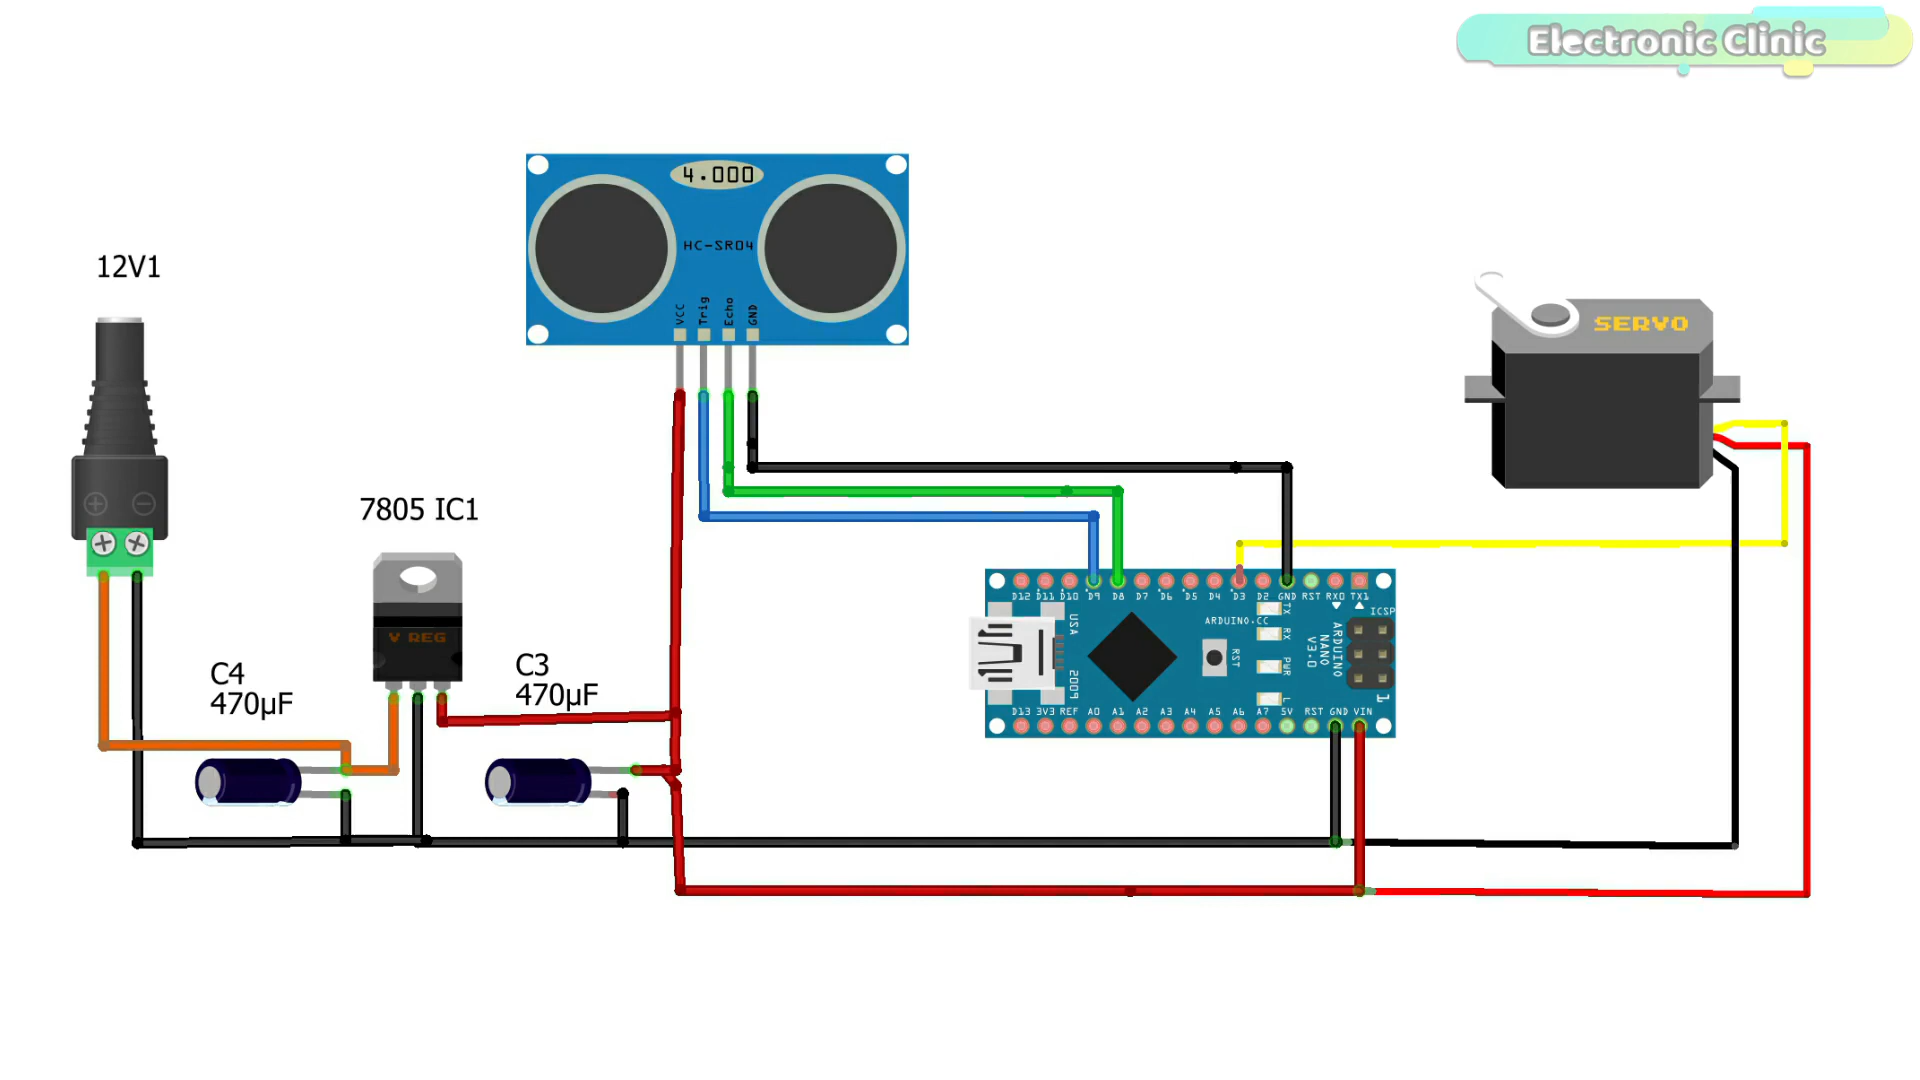 Electronic Clinic
4.000
HC-SR04
VCC
Trig
Echo
GND
12V1
SERVO
7805 IC1
V REG
C4
470µF
C3
470µF
D12 D11 D10 D9 D8 D7 D6 D5 D4 D3 D2 GND RST RX0 TX1
TX
RX
PWR
L
ICSP
1
ARDUINO.CC
ARDUINO
NANO
V3.0
RST
USA
2009
D13 3V3 REF A0 A1 A2 A3 A4 A5 A6 A7 5V RST GND VIN